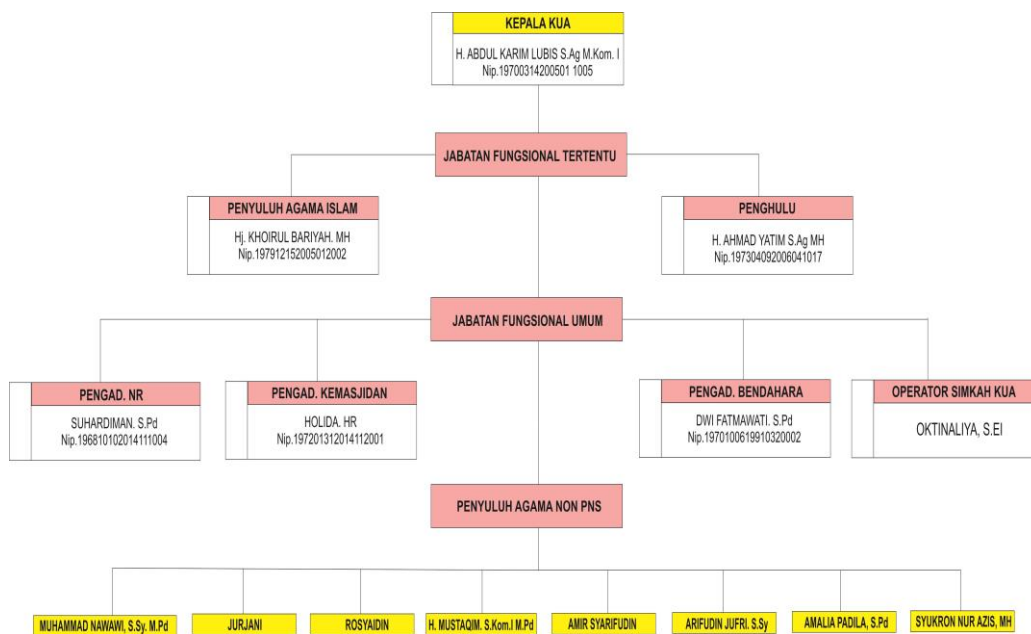 KEPALA KUA
H. ABDUL KARIM LUBIS S.Ag M.Kom. I
Nip.19700314200501 1005
JABATAN FUNGSIONAL TERTENTU
PENYULUH AGAMA ISLAM
Hj. KHOIRUL BARIYAH. MH
Nip.197912152005012002
PENGHULU
H. AHMAD YATIM S.Ag MH
Nip.197304092006041017
JABATAN FUNGSIONAL UMUM
PENGAD. NR
SUHARDIMAN. S.Pd
Nip.196810102014111004
PENGAD. KEMASJIDAN
HOLIDA. HR
Nip.197201312014112001
PENGAD. BENDAHARA
DWI FATMAWATI. S.Pd
Nip.1970100619910320002
OPERATOR SIMKAH KUA
OKTINALIYA, S.EI
PENYULUH AGAMA NON PNS
MUHAMMAD NAWAWI, S.Sy. M.Pd
JURJANI
ROSYAIDIN
H. MUSTAQIM. S.Kom.I M.Pd
AMIR SYARIFUDIN
ARIFUDIN JUFRI. S.Sy
AMALIA PADILA, S.Pd
SYUKRON NUR AZIS, MH